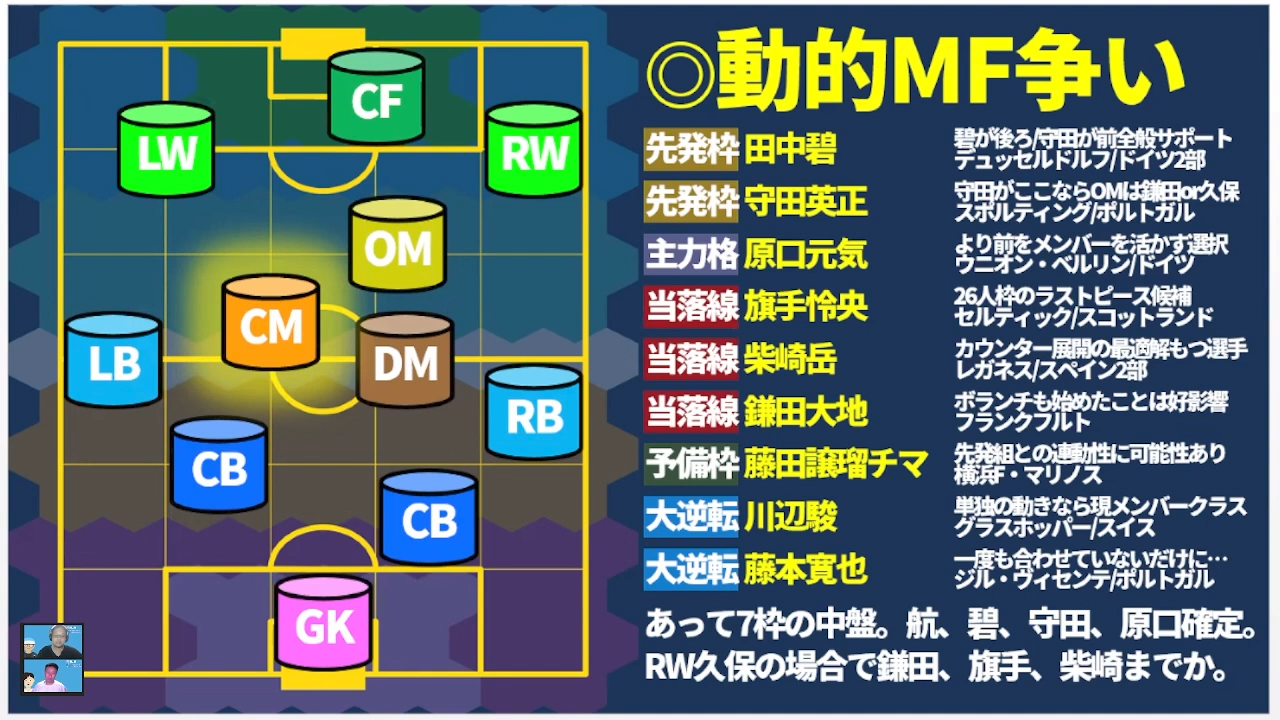 CF
LW
RW
OM
CM
LB
DM
RB
CB
CB
GK
◎動的MF争い
先発枠 田中碧 碧が後ろ/守田が前全般サポート
デュッセルドルフ/ドイツ2部
先発枠 守田英正 守田がここならOMは鎌田or久保
スポルティング/ポルトガル
主力格 原口元気 より前をメンバーを活かす選択
ウニオン・ベルリン/ドイツ
当落線 旗手怜央 26人枠のラストピース候補
セルティック/スコットランド
当落線 柴崎岳 カウンター展開の最適解もつ選手
レガネス/スペイン2部
当落線 鎌田大地 ボランチも始めたことは好影響
フランクフルト
予備枠 藤田譲瑠チマ 先発組との連動性に可能性あり
横浜F・マリノス
大逆転 川辺駿 単独の動きなら現メンバークラス
グラスホッパー/スイス
大逆転 藤本寛也 一度も合わせていないだけに…
ジル・ヴィセンテ/ポルトガル
あって7枠の中盤。航、碧、守田、原口確定。
RW久保の場合で鎌田、旗手、柴崎までか。